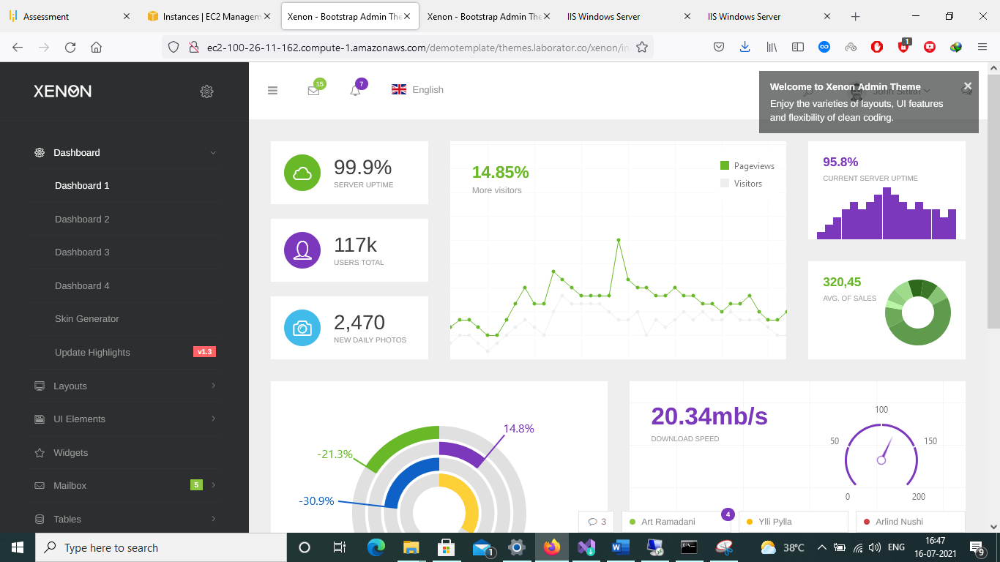 Assessment
Instances | EC2 Managem
Xenon - Bootstrap Admin The
Xenon - Bootstrap Admin The
IIS Windows Server
IIS Windows Server
ec2-100-26-11-162.compute-1.amazonaws.com/demotemplate/themes.laborator.co/xenon/in
1
XENON
15
7
English
John Smith
Welcome to Xenon Admin Theme
Enjoy the varieties of layouts, UI features
and flexibility of clean coding.
Dashboard
Dashboard 1
Dashboard 2
Dashboard 3
Dashboard 4
Skin Generator
Update Highlights
v1.3
Layouts
UI Elements
Widgets
Mailbox
5
Tables
99.9%
SERVER UPTIME
117k
USERS TOTAL
2,470
NEW DAILY PHOTOS
14.85%
More visitors
Pageviews
Visitors
95.8%
CURRENT SERVER UPTIME
320,45
AVG. OF SALES
14.8%
-21.3%
-30.9%
20.34mb/s
DOWNLOAD SPEED
100
50
150
0
200
3
Art Ramadani
4
Ylli Pylla
Arlind Nushi
Type here to search
1
38°C
ENG
16:47
16-07-2021
9